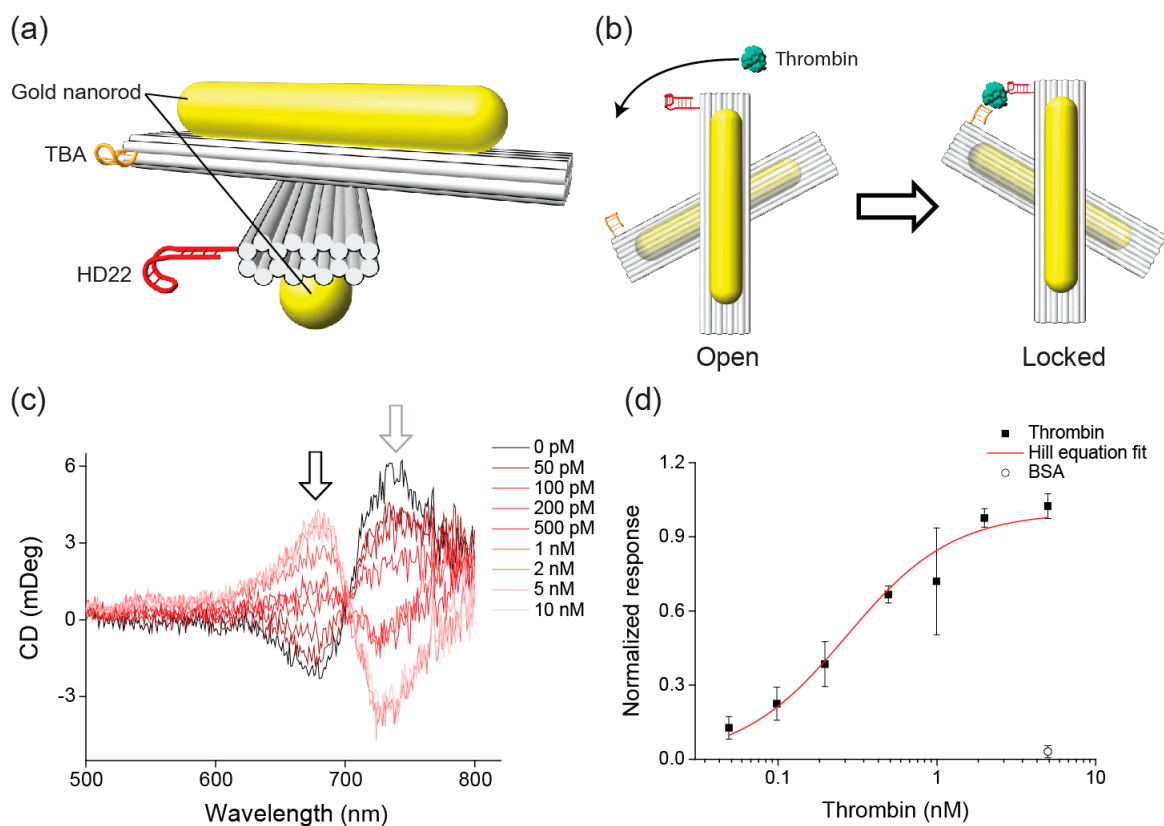 (a)
Gold nanorod
TBA
HD22
(b)
Thrombin
Open
Locked
(c)
6
3
0
-3
CD (mDeg)
500
600
700
800
Wavelength (nm)
0 pM
50 pM
100 pM
200 pM
500 pM
1 nM
2 nM
5 nM
10 nM
(d)
Thrombin
Hill equation fit
BSA
1.2
0.9
0.6
0.3
0.0
Normalized response
0.1
1
10
Thrombin (nM)